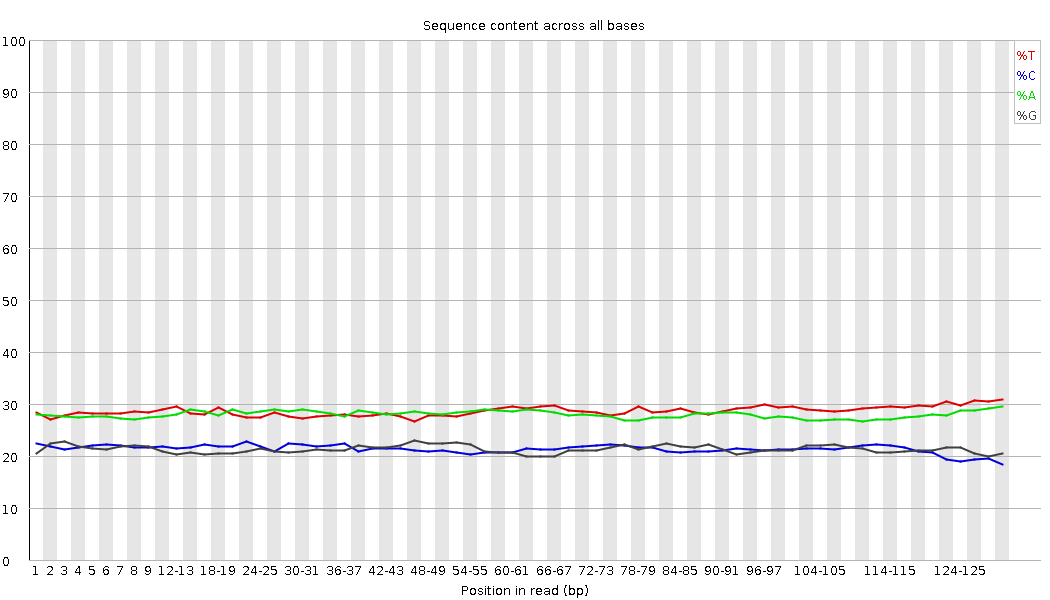 Sequence content across all bases
100
90
80
70
60
50
40
30
20
10
0
%T
%C
%A
%G
1 2 3 4 5 6 7 8 9 12-13 18-19 24-25 30-31 36-37 42-43 48-49 54-55 60-61 66-67 72-73 78-79 84-85 90-91 96-97 104-105 114-115 124-125
Position in read (bp)